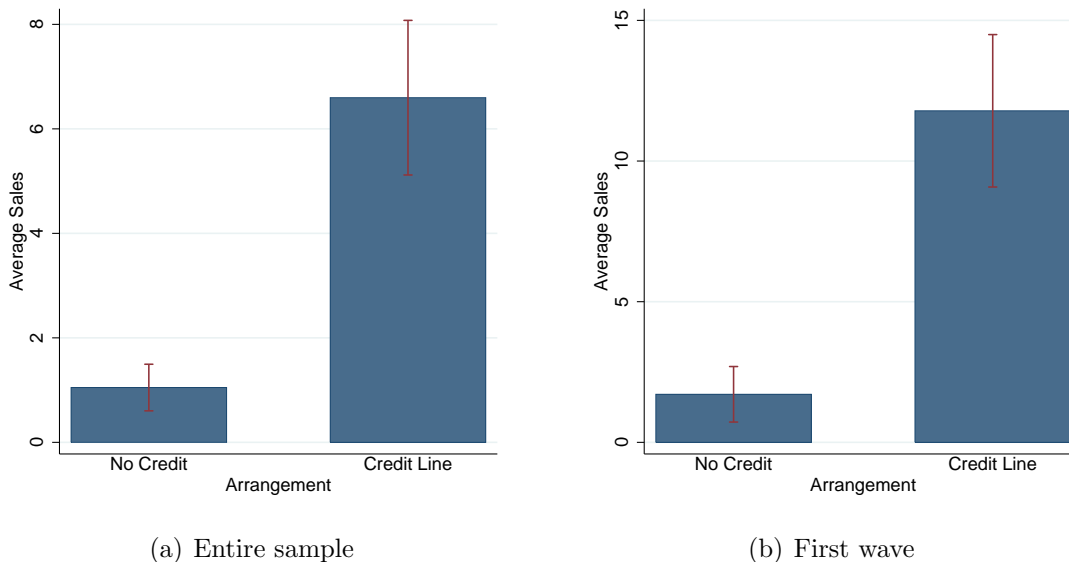 Average Sales
8
6
4
2
0
No Credit
Credit Line
Arrangement
(a) Entire sample
Average Sales
15
10
5
0
No Credit
Credit Line
Arrangement
(b) First wave